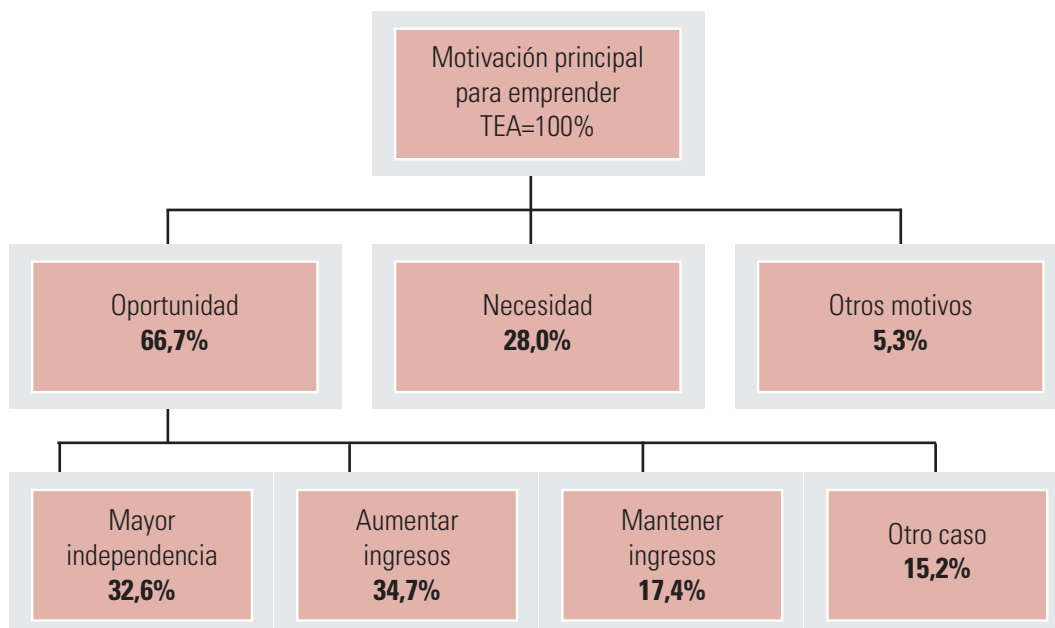 Motivación principal
para emprender
TEA=100%
Oportunidad
66,7%
Necesidad
28,0%
Otros motivos
5,3%
Mayor
independencia
32,6%
Aumentar
ingresos
34,7%
Mantener
ingresos
17,4%
Otro caso
15,2%